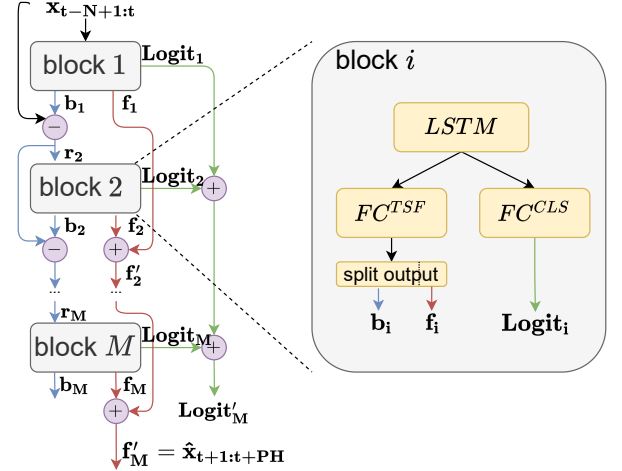 x_{t−N+1:t}
block 1
Logit_1
b_1
f_1
−
r_2
block 2
Logit_2
+
b_2
f_2
−
+
f'_2
...
...
r_M
block M
Logit_M
+
b_M
f_M
+
Logit'_M
f'_M = x̂_{t+1:t+PH}
block i
LSTM
FC^{TSF}
FC^{CLS}
split output
b_i
f_i
Logit_i